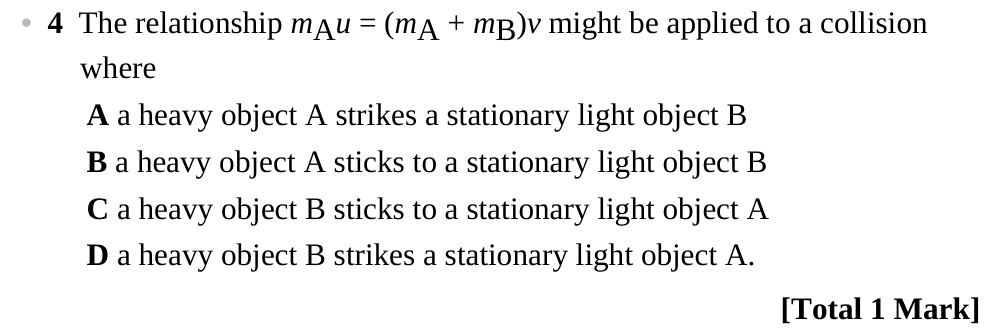 • 4 The relationship mAu = (mA + mB)v might be applied to a collision
where
A a heavy object A strikes a stationary light object B
B a heavy object A sticks to a stationary light object B
C a heavy object B sticks to a stationary light object A
D a heavy object B strikes a stationary light object A.
[Total 1 Mark]